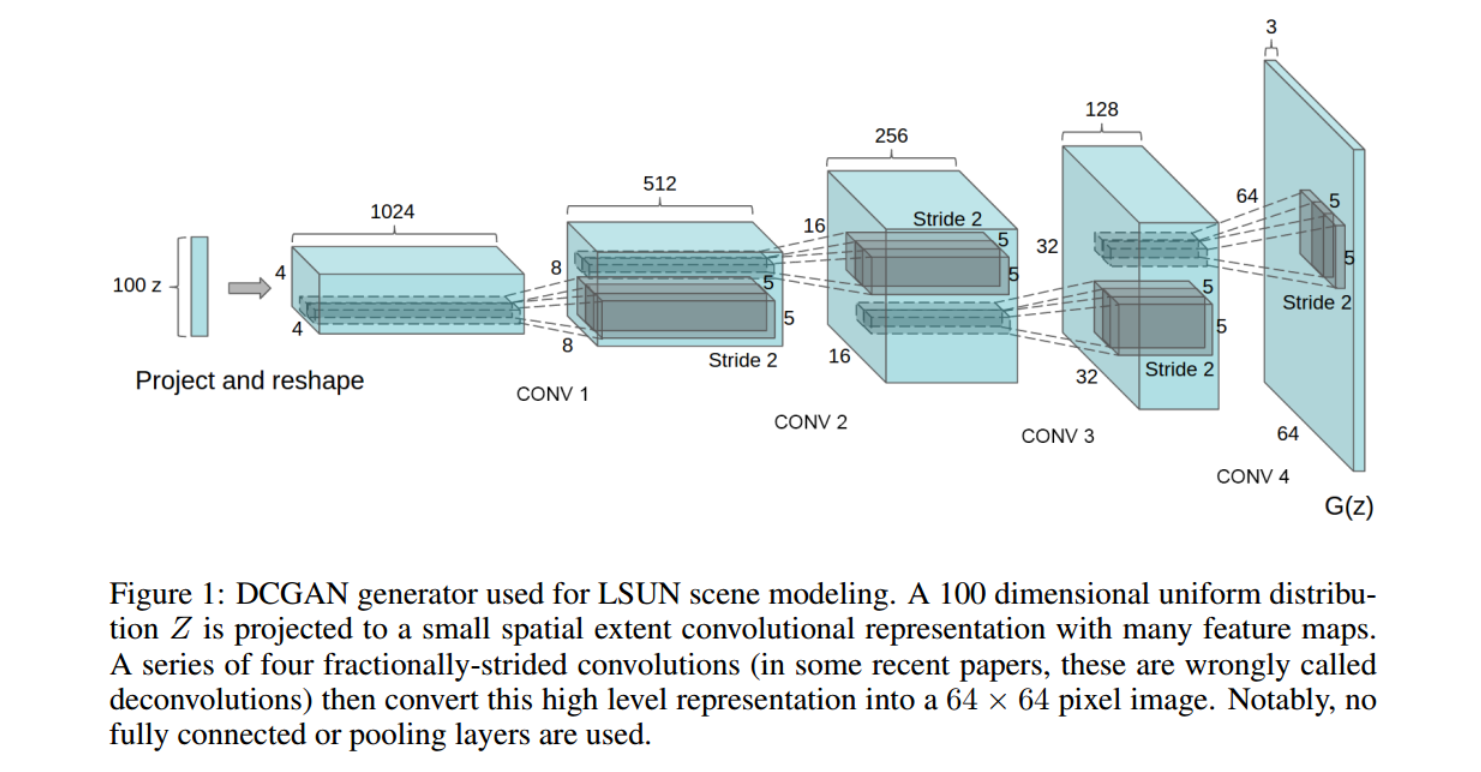 3
128
256
64
5
512
Stride 2
1024
16
5
32
8
5
4
100 z
5
5
Stride 2
4
8
5
5
16
32
Stride 2
Stride 2
Project and reshape
CONV 1
CONV 2
CONV 3
64
CONV 4
G(z)
Figure 1: DCGAN generator used for LSUN scene modeling. A 100 dimensional uniform distribu-
tion Z is projected to a small spatial extent convolutional representation with many feature maps.
A series of four fractionally-strided convolutions (in some recent papers, these are wrongly called
deconvolutions) then convert this high level representation into a 64 × 64 pixel image. Notably, no
fully connected or pooling layers are used.